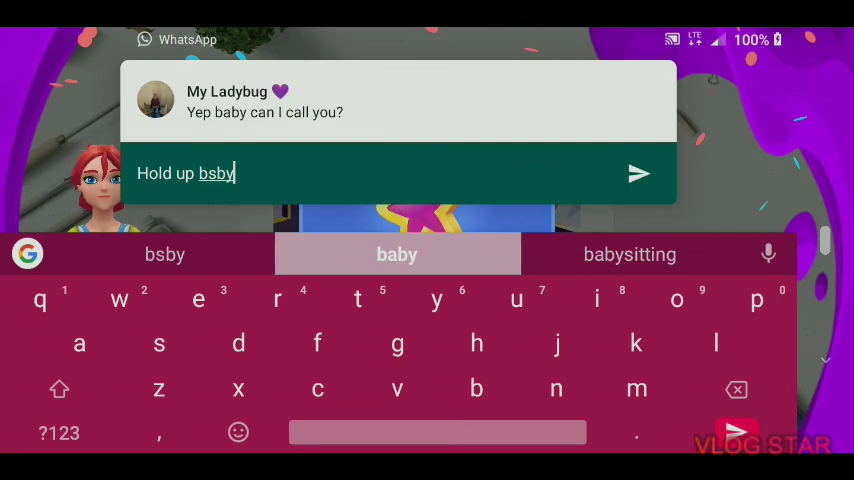 WhatsApp
LTE
100%
My Ladybug 💜
Yep baby can I call you?
Hold up bsby
G
bsby baby babysitting
q 1 w 2 e 3 r 4 t 5 y 6 u 7 i 8 o 9 p 0
a s d f g h j k l
z x c v b n m
?123 , .
VLOG STAR